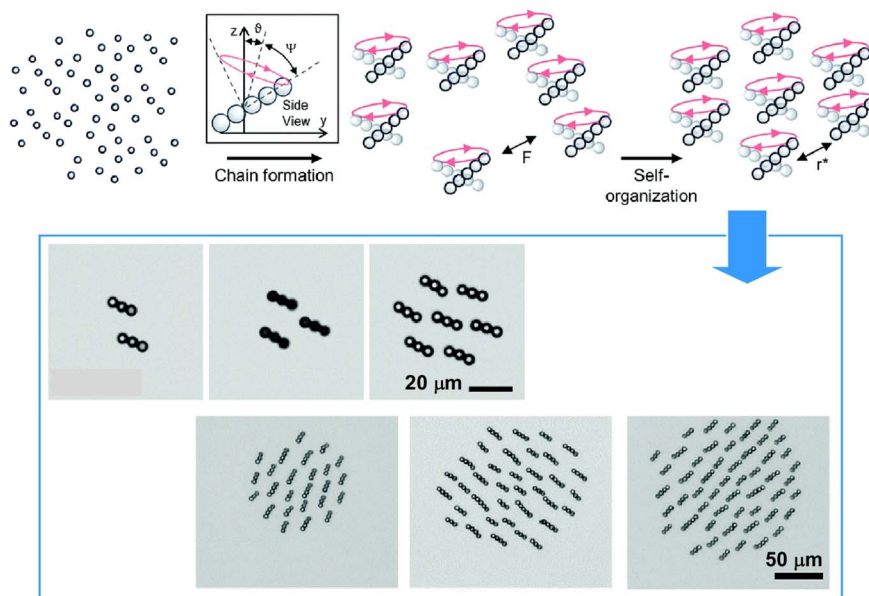 z
ϑ
Ψ
Side
View
y
Chain formation
F
Self-
organization
r*
20 μm
50 μm